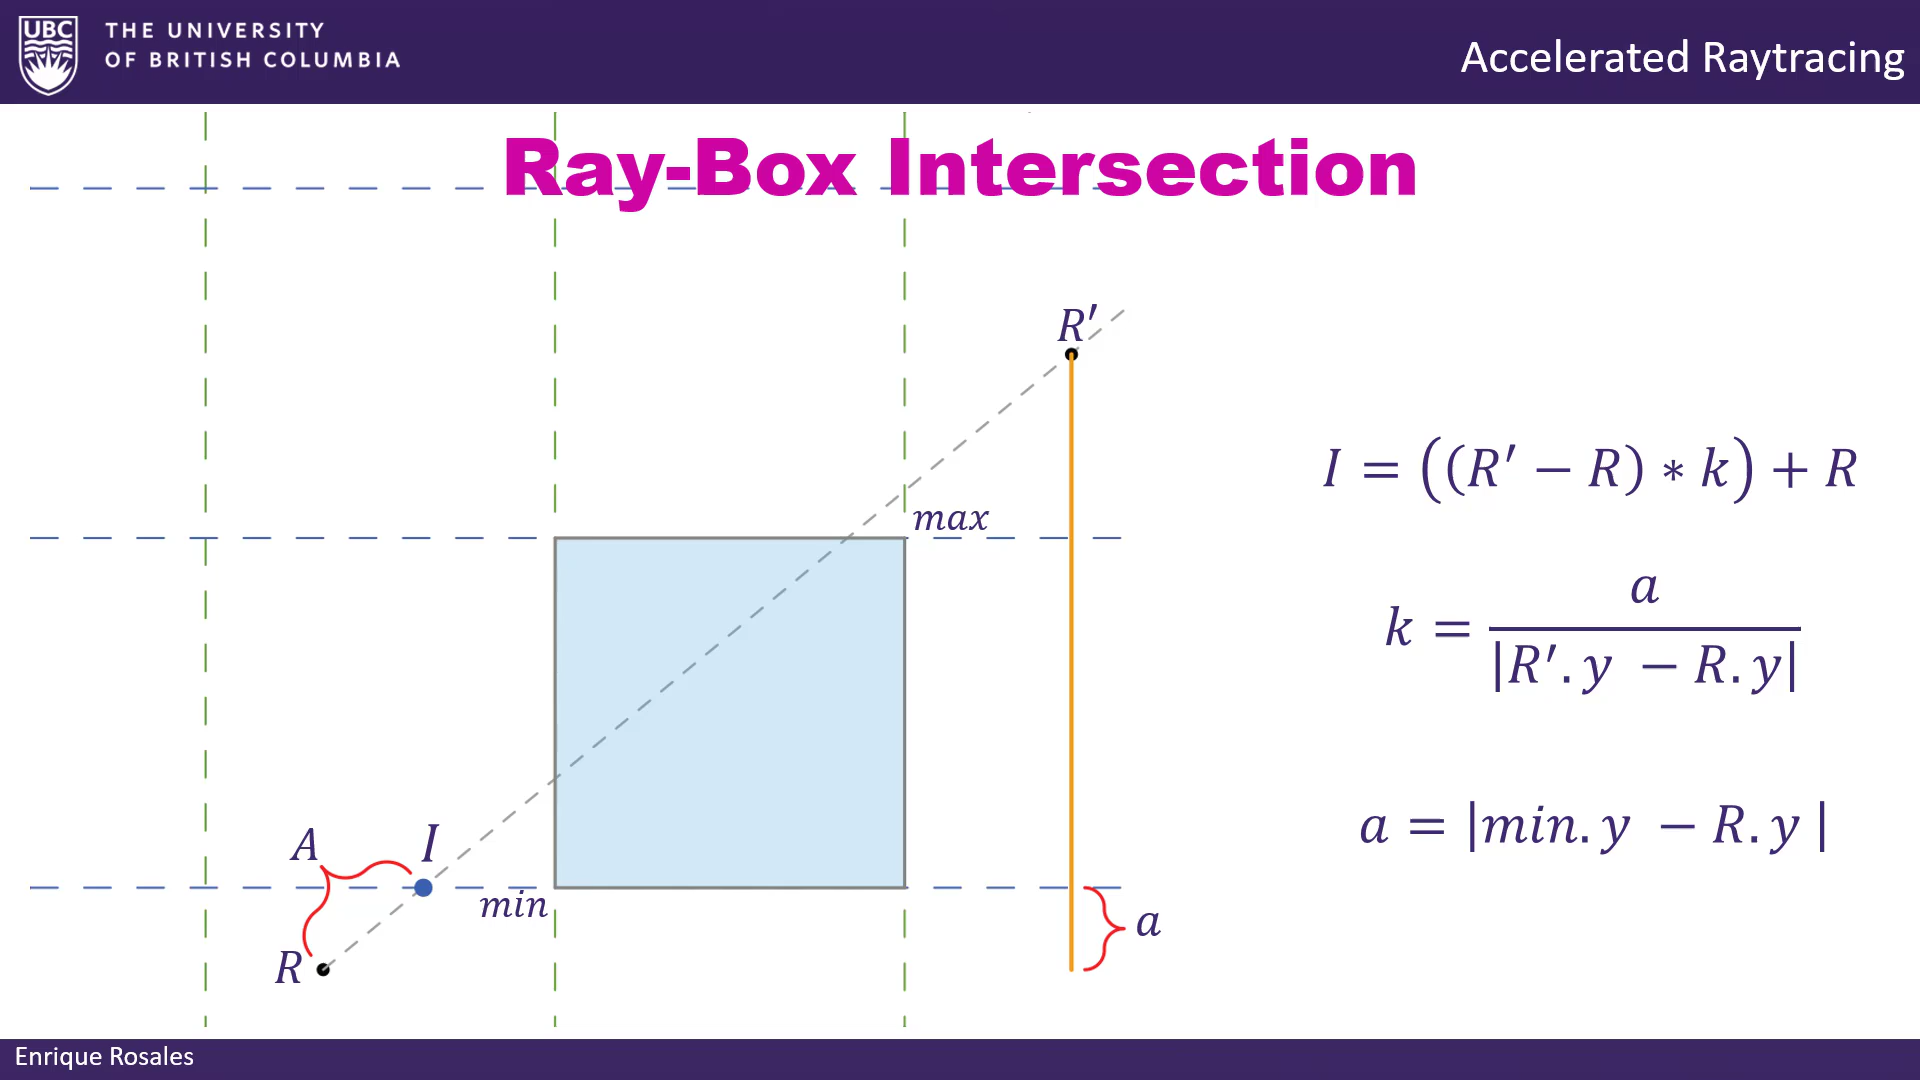 UBC
THE UNIVERSITY
OF BRITISH COLUMBIA
Accelerated Raytracing
Ray-Box Intersection
R′
max
I = ((R′ − R) * k) + R
k = a / |R′.y − R.y|
a = |min.y − R.y|
A
I
min
a
R
Enrique Rosales